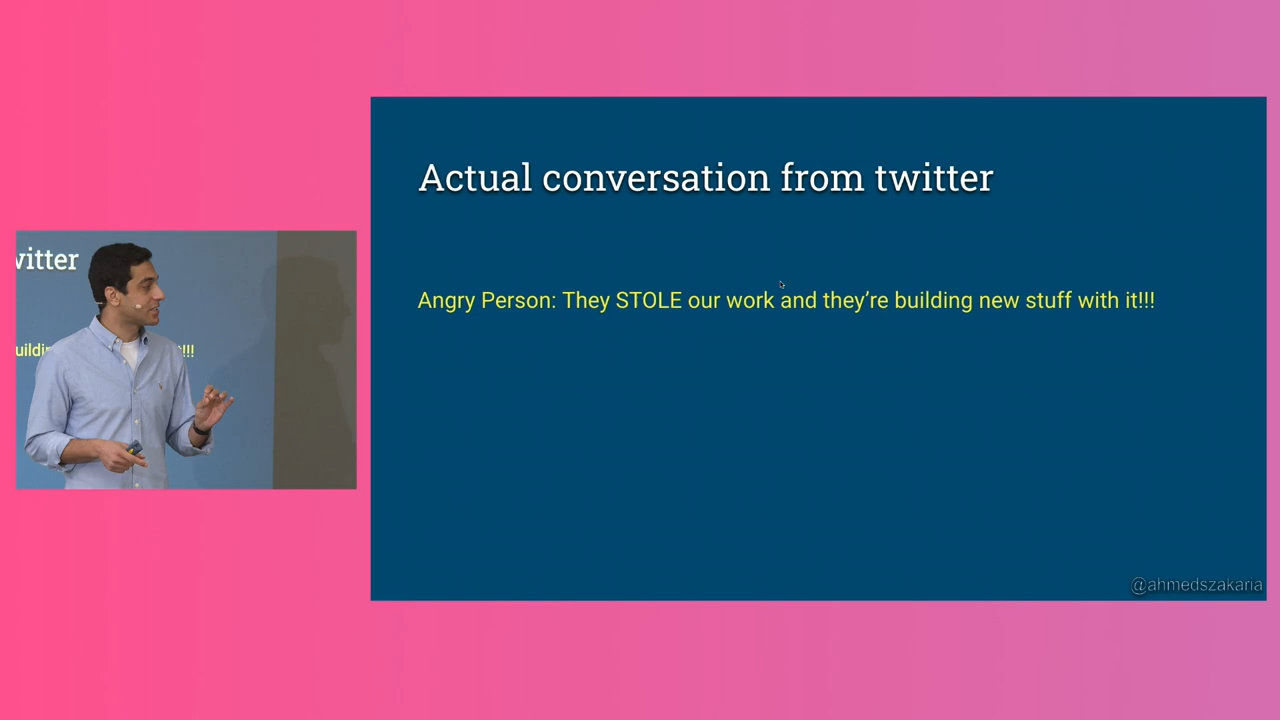 Actual conversation from twitter
Angry Person: They STOLE our work and they’re building new stuff with it!!!
@ahmedszakaria
vitter
uildin
!!!